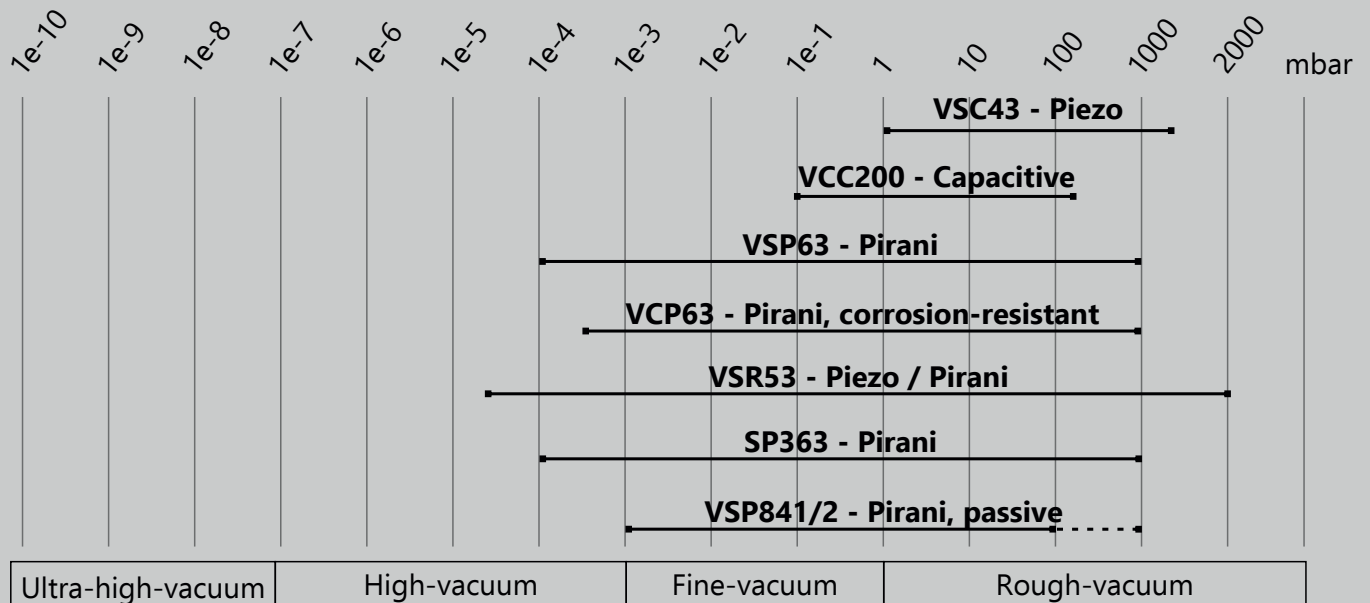 1e-10 1e-9 1e-8 1e-7 1e-6 1e-5 1e-4 1e-3 1e-2 1e-1 1 10 100 1000 2000 mbar
VSC43 - Piezo
VCC200 - Capacitive
VSP63 - Pirani
VCP63 - Pirani, corrosion-resistant
VSR53 - Piezo / Pirani
SP363 - Pirani
VSP841/2 - Pirani, passive
Ultra-high-vacuum High-vacuum Fine-vacuum Rough-vacuum